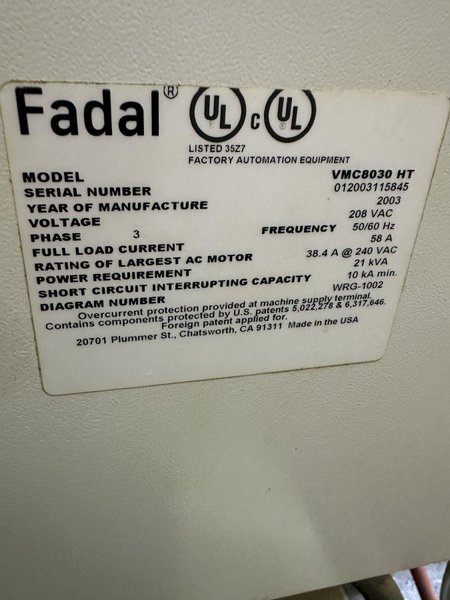 Fadal® UL c UL
LISTED 35Z7
FACTORY AUTOMATION EQUIPMENT
MODEL VMC8030 HT
SERIAL NUMBER 012003115845
YEAR OF MANUFACTURE 2003
VOLTAGE 208 VAC
PHASE 3 FREQUENCY 50/60 Hz
FULL LOAD CURRENT 58 A
RATING OF LARGEST AC MOTOR 38.4 A @ 240 VAC
POWER REQUIREMENT 21 kVA
SHORT CIRCUIT INTERRUPTING CAPACITY 10 kA min.
DIAGRAM NUMBER WRG-1002
Overcurrent protection provided at machine supply terminal.
Contains components protected by U.S. patents 5,022,278 & 6,317,646.
Foreign patent applied for.
20701 Plummer St., Chatsworth, CA 91311 Made in the USA